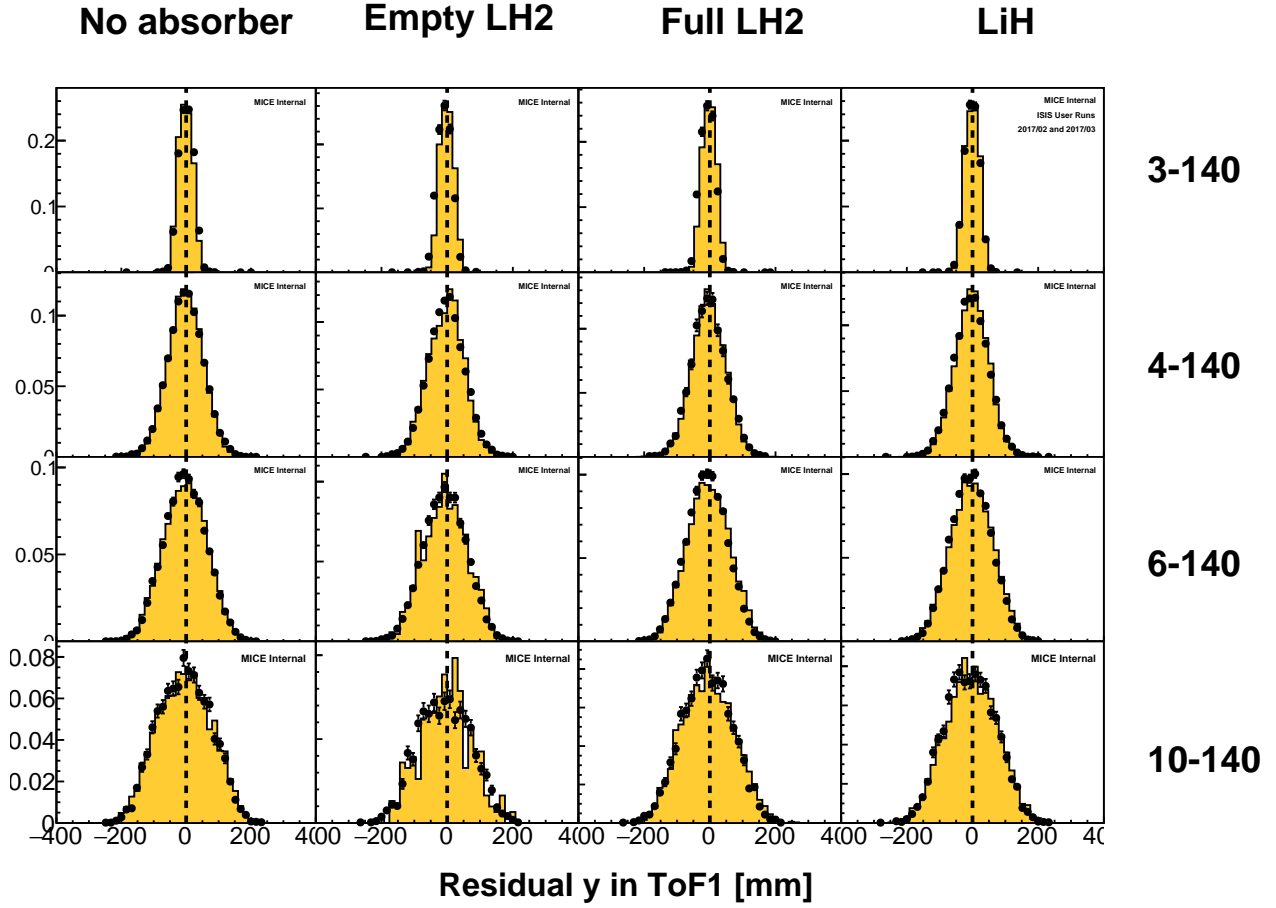 No absorber Empty LH2 Full LH2 LiH
MICE Internal MICE Internal MICE Internal MICE Internal
ISIS User Runs
2017/02 and 2017/03
0.2
3-140
0.1
0
MICE Internal MICE Internal MICE Internal MICE Internal
0.1
4-140
0.05
0
0.1
MICE Internal MICE Internal MICE Internal MICE Internal
0.05
6-140
0
0.08
MICE Internal MICE Internal MICE Internal MICE Internal
0.06
0.04
10-140
0.02
0
−400 −200 0 200 400 −200 0 200 400 −200 0 200 400 −200 0 200 40
Residual y in ToF1 [mm]